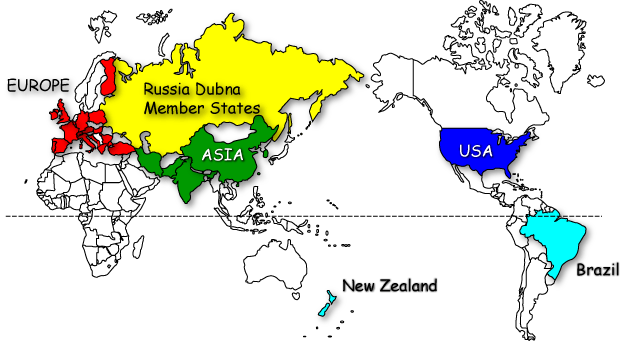 EUROPE
Russia Dubna
Member States
ASIA
USA
New Zealand
Brazil